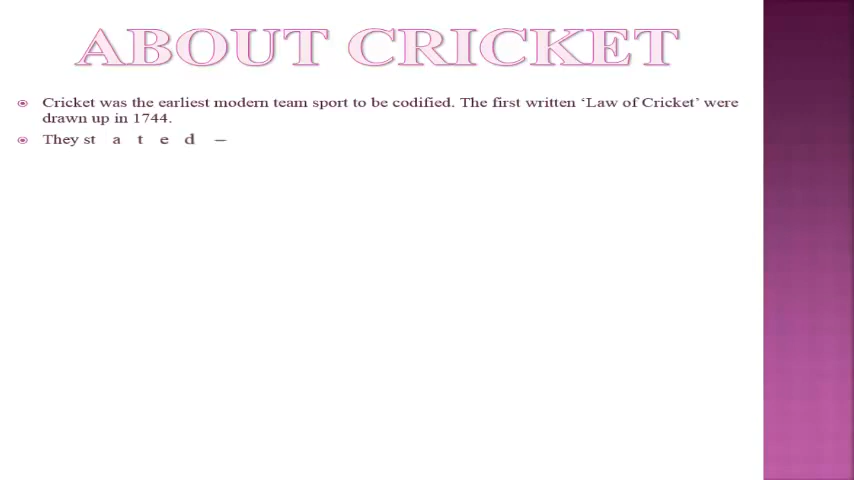 ABOUT CRICKET
Cricket was the earliest modern team sport to be codified. The first written ‘Law of Cricket’ were
drawn up in 1744.
They stated –